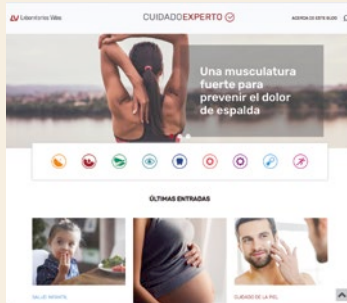 Laboratorios Viñas
CUIDADOEXPERTO
ACERCA DE ESTE BLOG
Una musculatura
fuerte para
prevenir el dolor
de espalda
ÚLTIMAS ENTRADAS
SALUD INFANTIL
CUIDADO DE LA PIEL